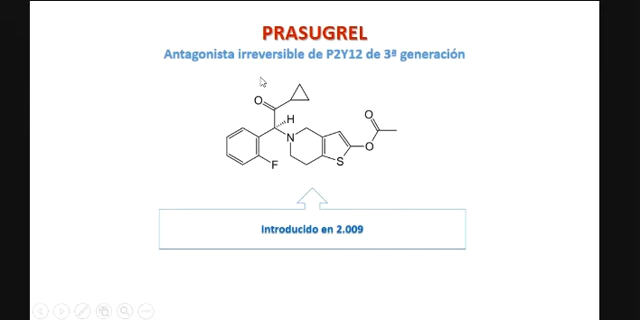 PRASUGREL
Antagonista irreversible de P2Y12 de 3ª generación
O
H
N
F
S
O
O
Introducido en 2.009